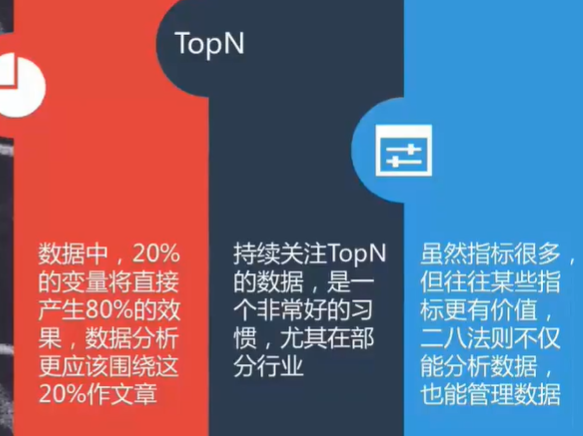 TopN
数据中，20%
的变量将直接
产生80%的效
果，数据分析
更应该围绕这
20%作文章
持续关注TopN
的数据，是一
个非常好的习
惯，尤其在部
分行业
虽然指标很多，
但往往某些指
标更有价值，
二八法则不仅
能分析数据，
也能管理数据